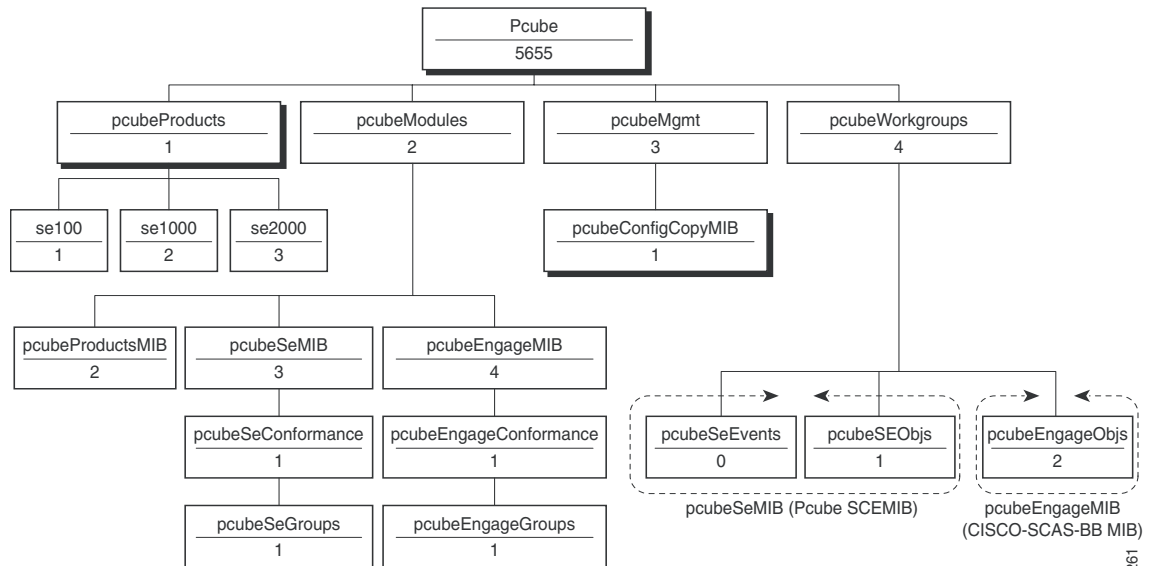 Pcube
5655
pcubeProducts
1
pcubeModules
2
pcubeMgmt
3
pcubeWorkgroups
4
se100
1
se1000
2
se2000
3
pcubeConfigCopyMIB
1
pcubeProductsMIB
2
pcubeSeMIB
3
pcubeEngageMIB
4
pcubeSeConformance
1
pcubeEngageConformance
1
pcubeSeGroups
1
pcubeEngageGroups
1
pcubeSeEvents
0
pcubeSEObjs
1
pcubeEngageObjs
2
pcubeSeMIB (Pcube SCEMIB)
pcubeEngageMIB
(CISCO-SCAS-BB MIB)
261